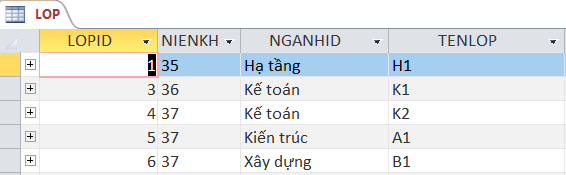 LOP
LOPID NIENKH NGANHID TENLOP
1 35 Hạ tầng H1
3 36 Kế toán K1
4 37 Kế toán K2
5 37 Kiến trúc A1
6 37 Xây dựng B1